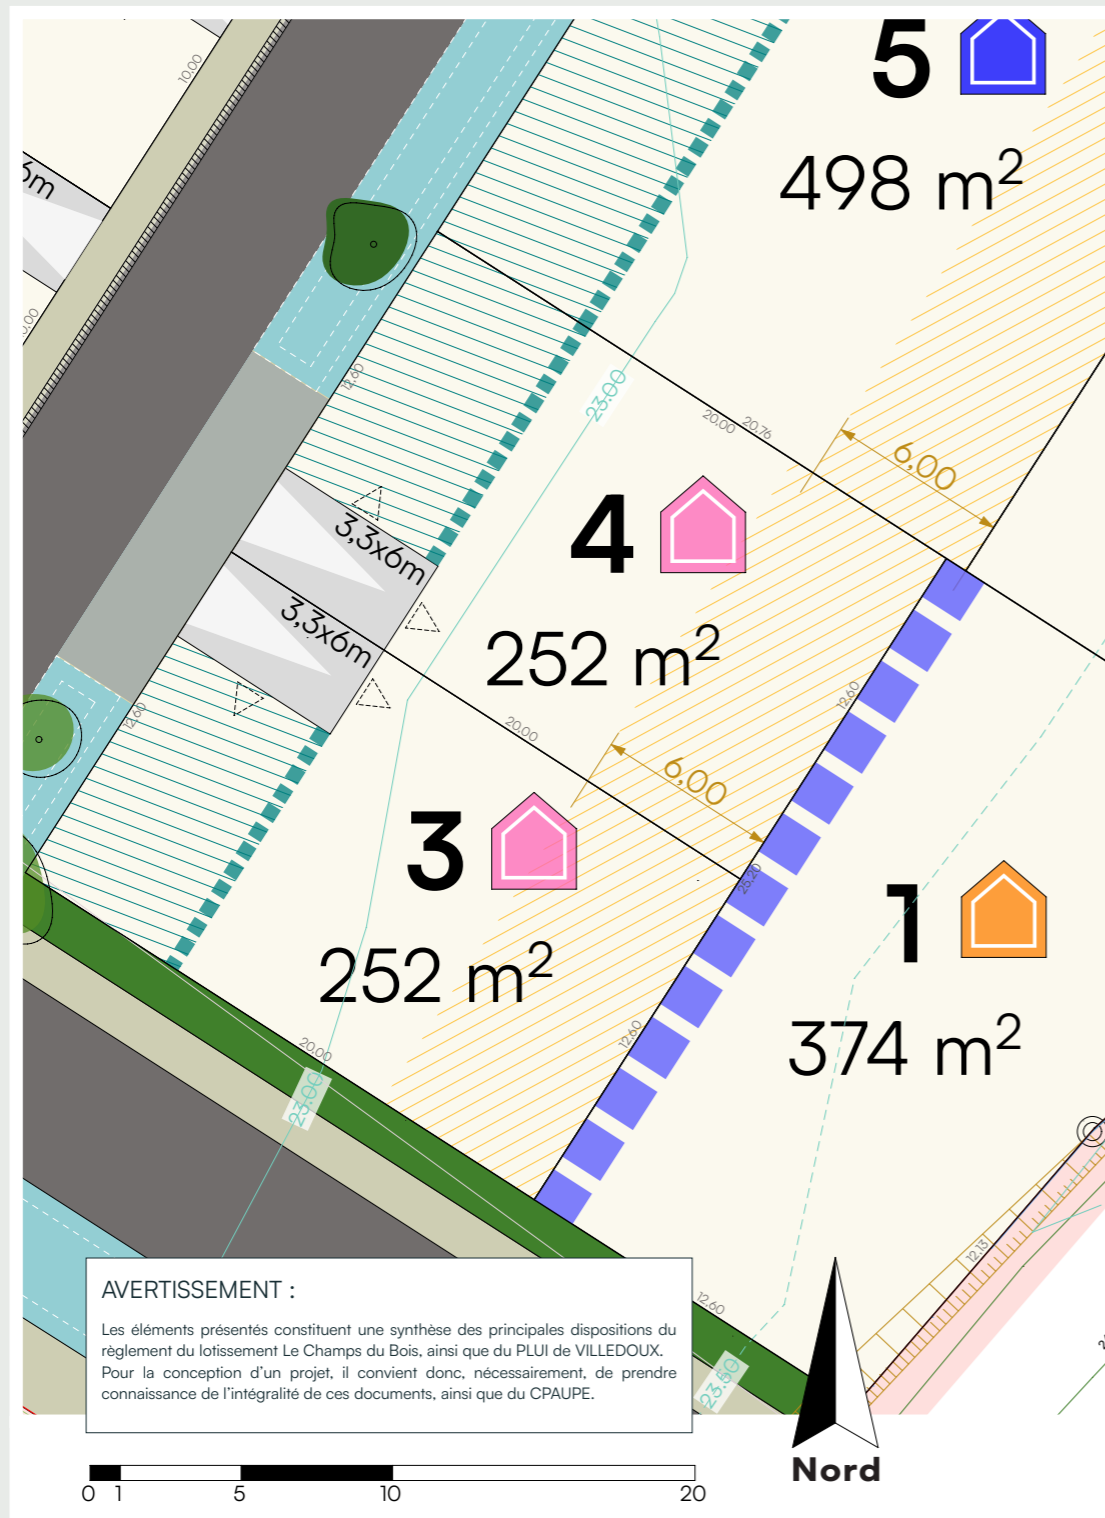 5
10.00
498 m²
6m
12,60
23.00
20.00
20.76
6,00
4
3,3x6m
3,3x6m
252 m²
12,60
12,60
20.00
6,00
3
25,20
1
252 m²
374 m²
12,60
20.00
23.00
12,13
12,60
23.50
AVERTISSEMENT :
Les éléments présentés constituent une synthèse des principales dispositions du
règlement du lotissement Le Champs du Bois, ainsi que du PLUI de VILLEDOUX.
Pour la conception d'un projet, il convient donc, nécessairement, de prendre
connaissance de l'intégralité de ces documents, ainsi que du CPAUPE.
Nord
0 1 5 10 20